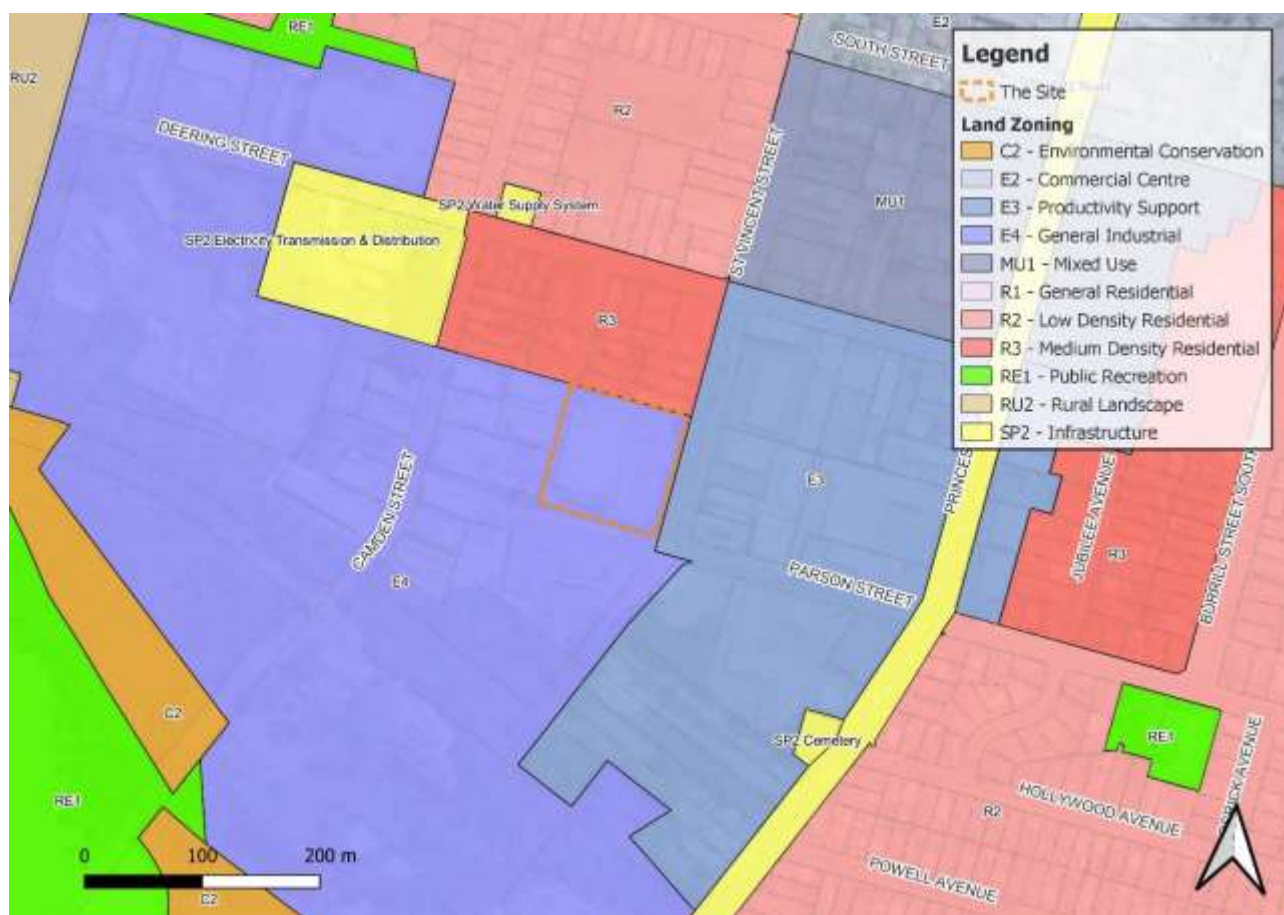 RE1
E2
SOUTH STREET
RU2
R2
DEERING STREET
ST VINCENT STREET
MU1
SP2 Water Supply System
SP2 Electricity Transmission & Distribution
R3
E3
PRINCES
CAMDEN STREET
E4
PARSON STREET
JUBILEE AVENUE
R3
C2
SP2 Cemetery
RE1
RE1
HOLLYWOOD AVENUE
R2
POWELL AVENUE
C2
0 100 200 m
Legend
The Site
Land Zoning
C2 - Environmental Conservation
E2 - Commercial Centre
E3 - Productivity Support
E4 - General Industrial
MU1 - Mixed Use
R1 - General Residential
R2 - Low Density Residential
R3 - Medium Density Residential
RE1 - Public Recreation
RU2 - Rural Landscape
SP2 - Infrastructure